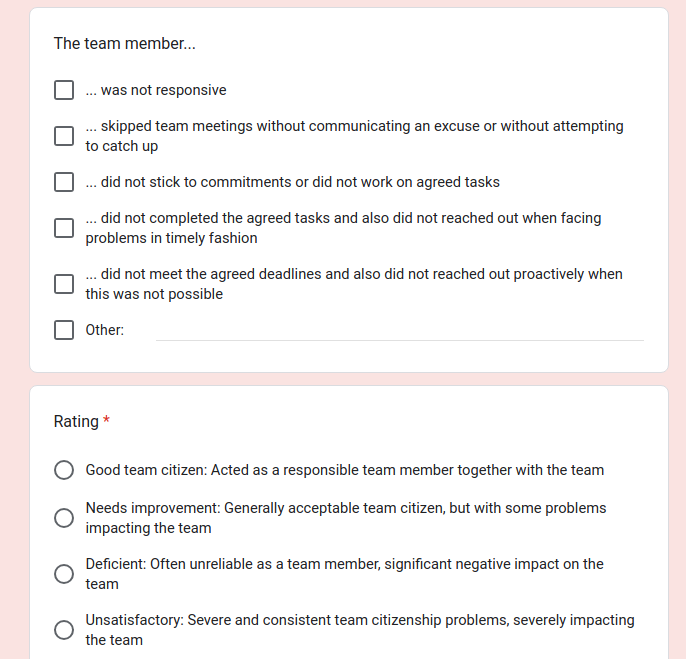 The team member...
... was not responsive
... skipped team meetings without communicating an excuse or without attempting
to catch up
... did not stick to commitments or did not work on agreed tasks
... did not completed the agreed tasks and also did not reached out when facing
problems in timely fashion
... did not meet the agreed deadlines and also did not reached out proactively when
this was not possible
Other:
Rating *
Good team citizen: Acted as a responsible team member together with the team
Needs improvement: Generally acceptable team citizen, but with some problems
impacting the team
Deficient: Often unreliable as a team member, significant negative impact on the
team
Unsatisfactory: Severe and consistent team citizenship problems, severely impacting
the team